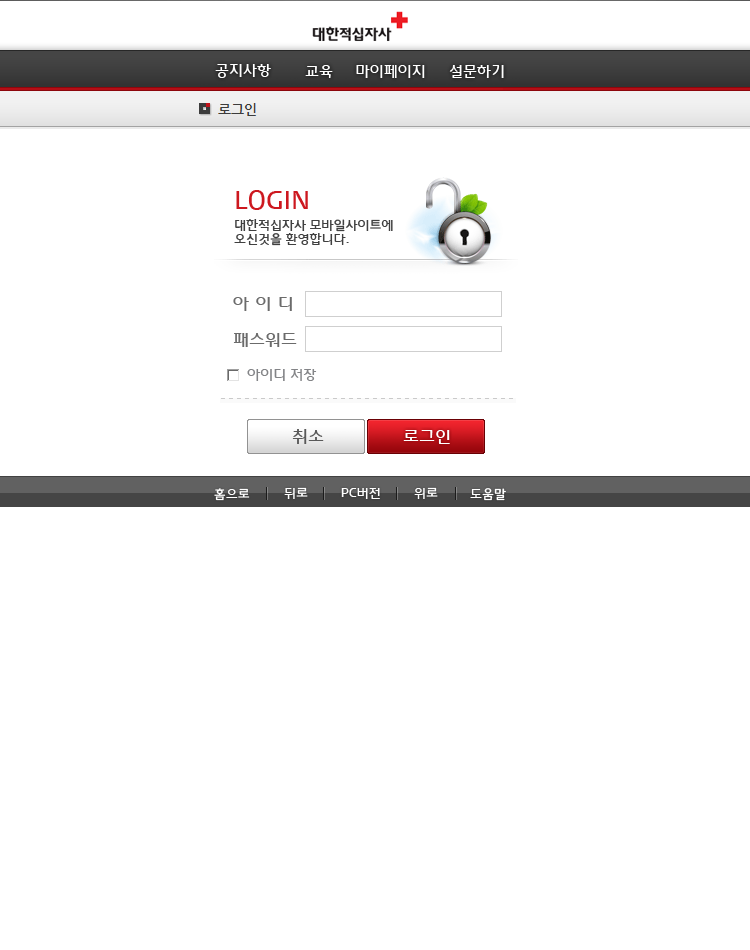 대한적십자사
공지사항 교육 마이페이지 설문하기
로그인
LOGIN
대한적십자사 모바일사이트에
오신것을 환영합니다.
아 이 디
패스워드
아이디 저장
취소 로그인
홈으로 뒤로 PC버전 위로 도움말